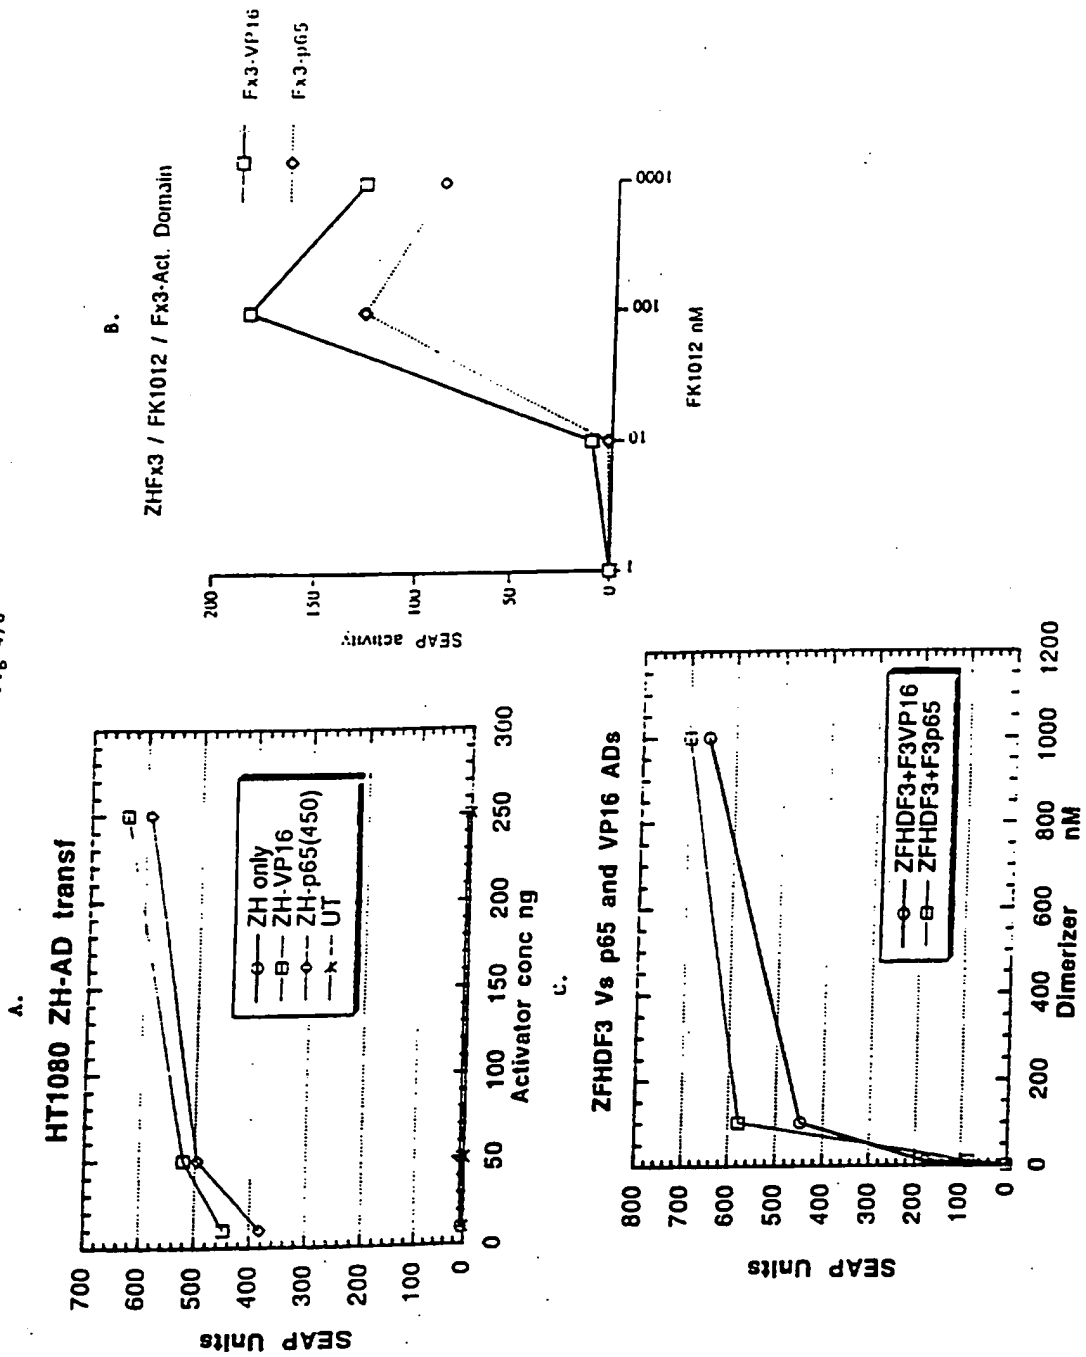 A.
HT1080 ZH-AD transf
700
600
500
400
300
200
100
0
SEAP Units
ZH only
ZH-VP16
ZH-p65(450)
UT
0
50
100
150
200
250
300
Activator conc ng
B.
ZHFx3 / FK1012 / Fx3-Act. Domain
Fx3-VP16
Fx3-p65
200
150
100
50
0
SEAP activity
1
10
100
1000
FK1012 nM
C.
ZFHDF3 Vs p65 and VP16 ADs
800
700
600
500
400
300
200
100
0
SEAP Units
ZFHDF3+F3VP16
ZFHDF3+F3p65
0
200
400
600
800
1000
1200
Dimerizer nM